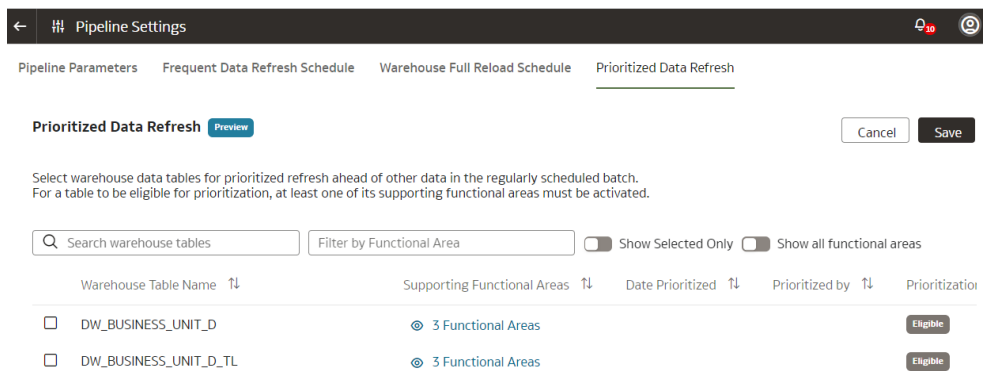 Pipeline Settings 10
Pipeline Parameters Frequent Data Refresh Schedule Warehouse Full Reload Schedule Prioritized Data Refresh
Prioritized Data Refresh Preview Cancel Save
Select warehouse data tables for prioritized refresh ahead of other data in the regularly scheduled batch.
For a table to be eligible for prioritization, at least one of its supporting functional areas must be activated.
Search warehouse tables Filter by Functional Area Show Selected Only Show all functional areas
Warehouse Table Name Supporting Functional Areas Date Prioritized Prioritized by Prioritization
DW_BUSINESS_UNIT_D 3 Functional Areas Eligible
DW_BUSINESS_UNIT_D_TL 3 Functional Areas Eligible